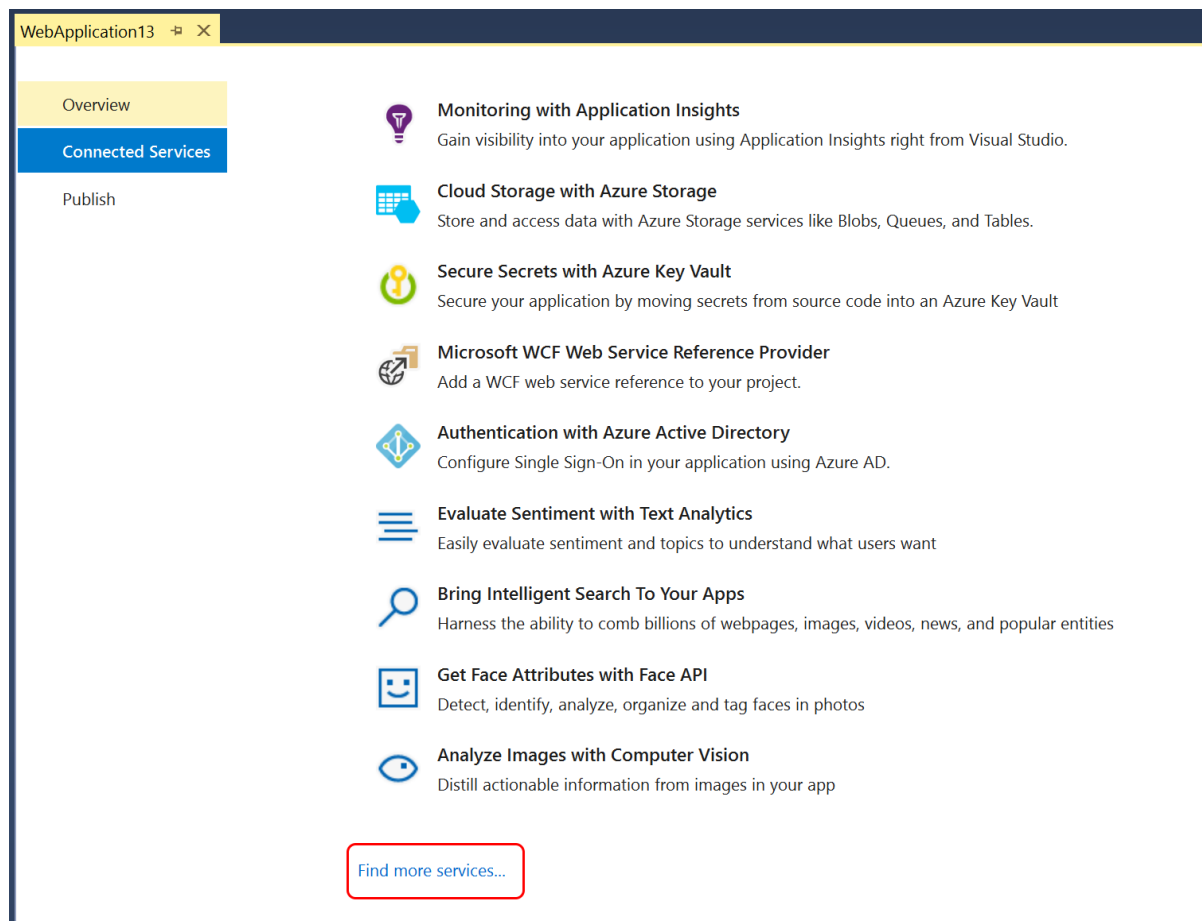 WebApplication13
Overview
Connected Services
Publish
Monitoring with Application Insights
Gain visibility into your application using Application Insights right from Visual Studio.
Cloud Storage with Azure Storage
Store and access data with Azure Storage services like Blobs, Queues, and Tables.
Secure Secrets with Azure Key Vault
Secure your application by moving secrets from source code into an Azure Key Vault
Microsoft WCF Web Service Reference Provider
Add a WCF web service reference to your project.
Authentication with Azure Active Directory
Configure Single Sign-On in your application using Azure AD.
Evaluate Sentiment with Text Analytics
Easily evaluate sentiment and topics to understand what users want
Bring Intelligent Search To Your Apps
Harness the ability to comb billions of webpages, images, videos, news, and popular entities
Get Face Attributes with Face API
Detect, identify, analyze, organize and tag faces in photos
Analyze Images with Computer Vision
Distill actionable information from images in your app
Find more services...